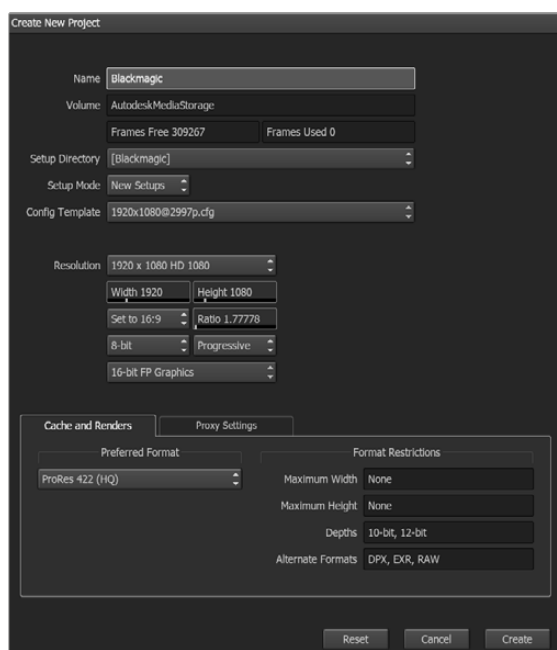 Create New Project
Name Blackmagic
Volume AutodeskMediaStorage
Frames Free 309267 Frames Used 0
Setup Directory [Blackmagic]
Setup Mode New Setups
Config Template 1920x1080@2997p.cfg
Resolution 1920 x 1080 HD 1080
Width 1920 Height 1080
Set to 16:9 Ratio 1.77778
8-bit Progressive
16-bit FP Graphics
Cache and Renders Proxy Settings
Preferred Format Format Restrictions
ProRes 422 (HQ) Maximum Width None
Maximum Height None
Depths 10-bit, 12-bit
Alternate Formats DPX, EXR, RAW
Reset Cancel Create